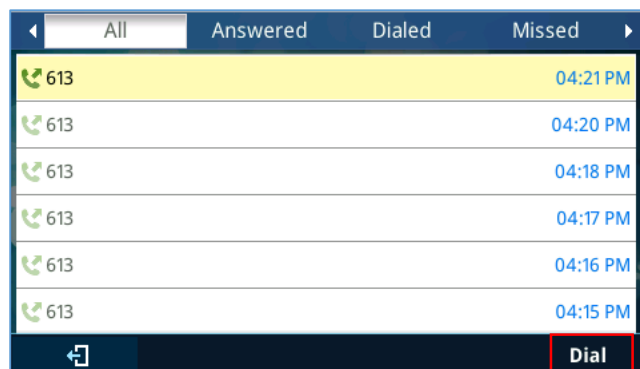 All Answered Dialed Missed
613 04:21 PM
613 04:20 PM
613 04:18 PM
613 04:17 PM
613 04:16 PM
613 04:15 PM
Dial